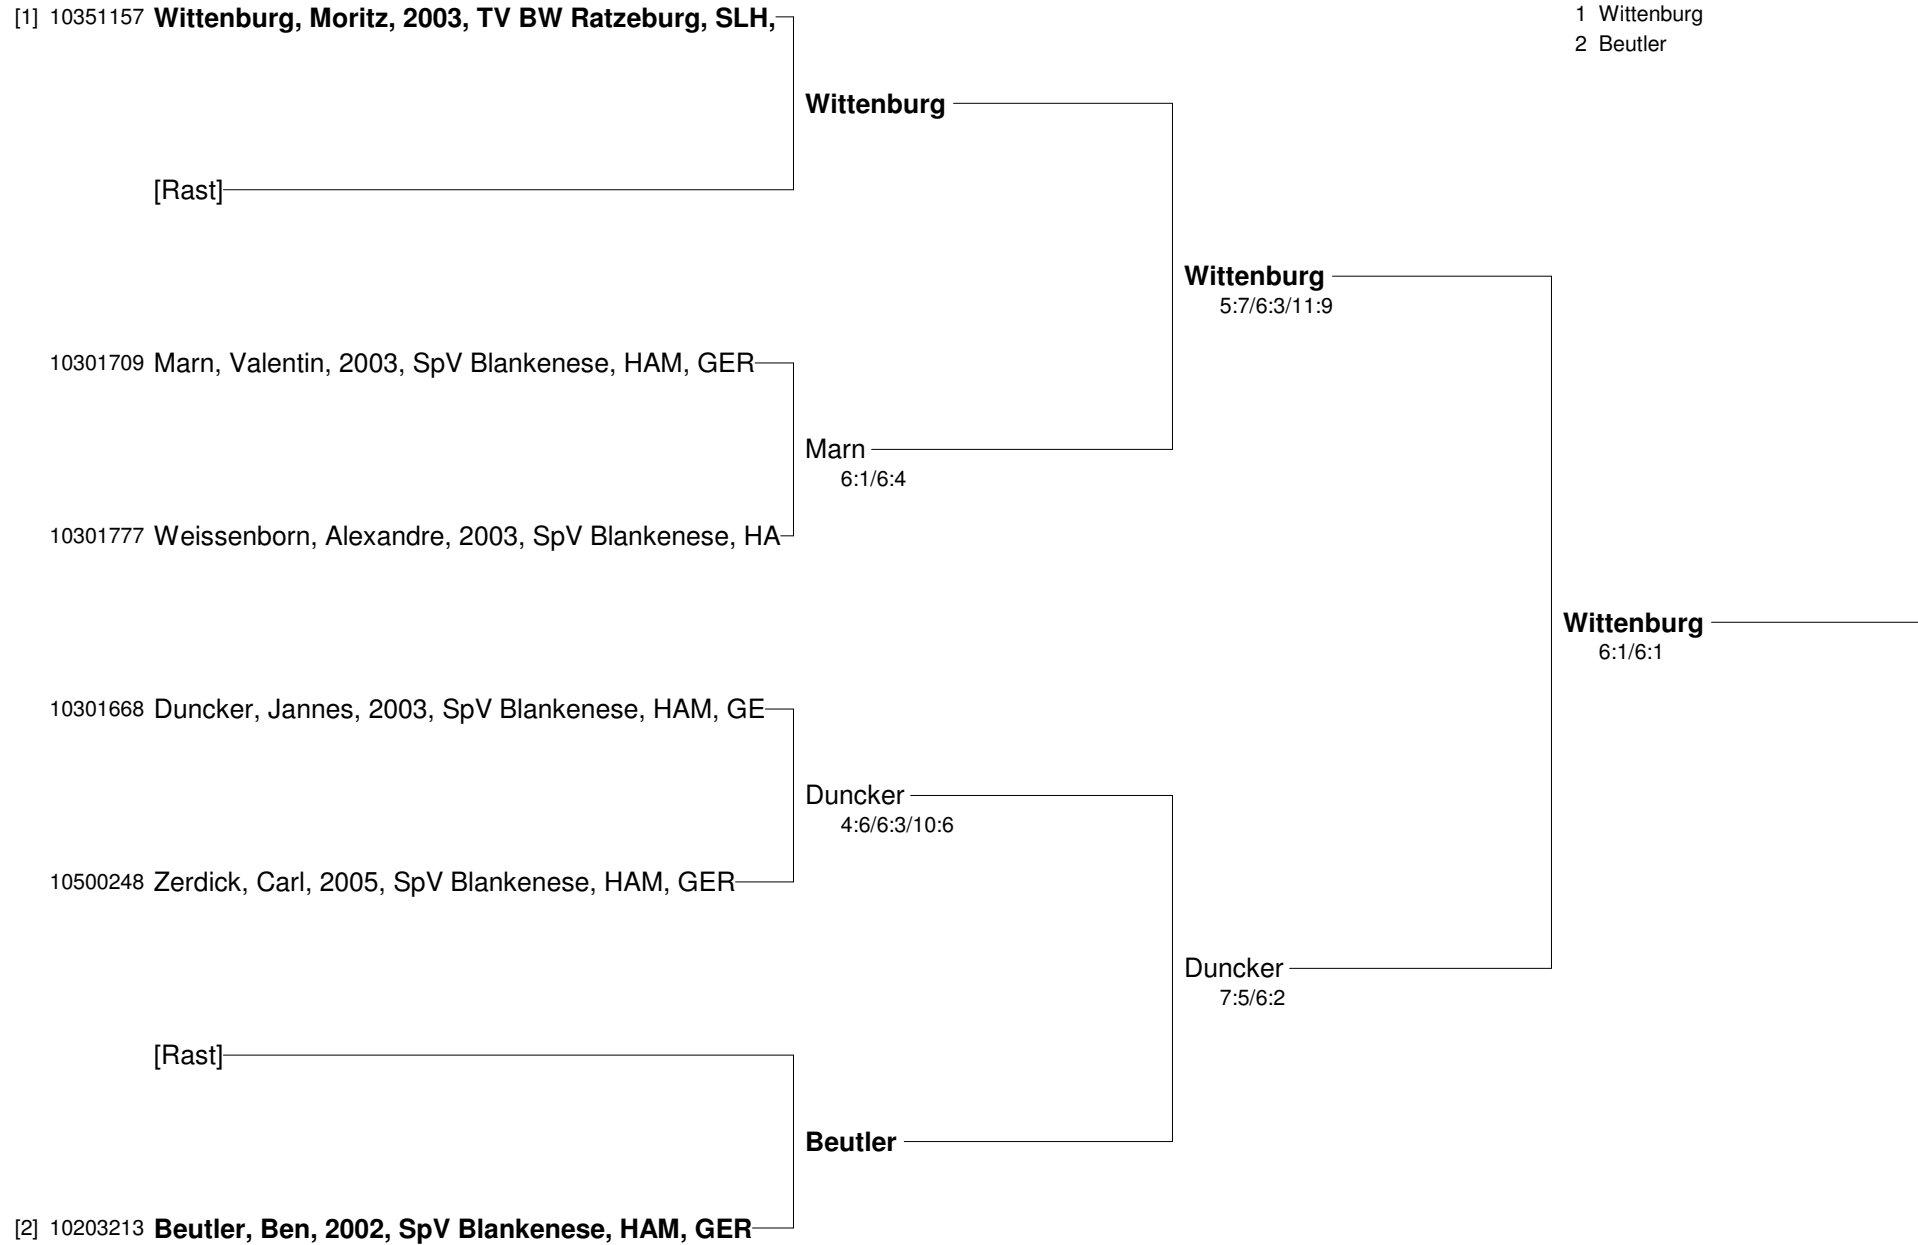 [1] 10351157 Wittenburg, Moritz, 2003, TV BW Ratzeburg, SLH,
1 Wittenburg
2 Beutler
Wittenburg
[Rast]
Wittenburg
5:7/6:3/11:9
10301709 Marn, Valentin, 2003, SpV Blankenese, HAM, GER
Marn
6:1/6:4
10301777 Weissenborn, Alexandre, 2003, SpV Blankenese, HA
Wittenburg
6:1/6:1
10301668 Duncker, Jannes, 2003, SpV Blankenese, HAM, GE
Duncker
4:6/6:3/10:6
10500248 Zerdick, Carl, 2005, SpV Blankenese, HAM, GER
Duncker
7:5/6:2
[Rast]
Beutler
[2] 10203213 Beutler, Ben, 2002, SpV Blankenese, HAM, GER